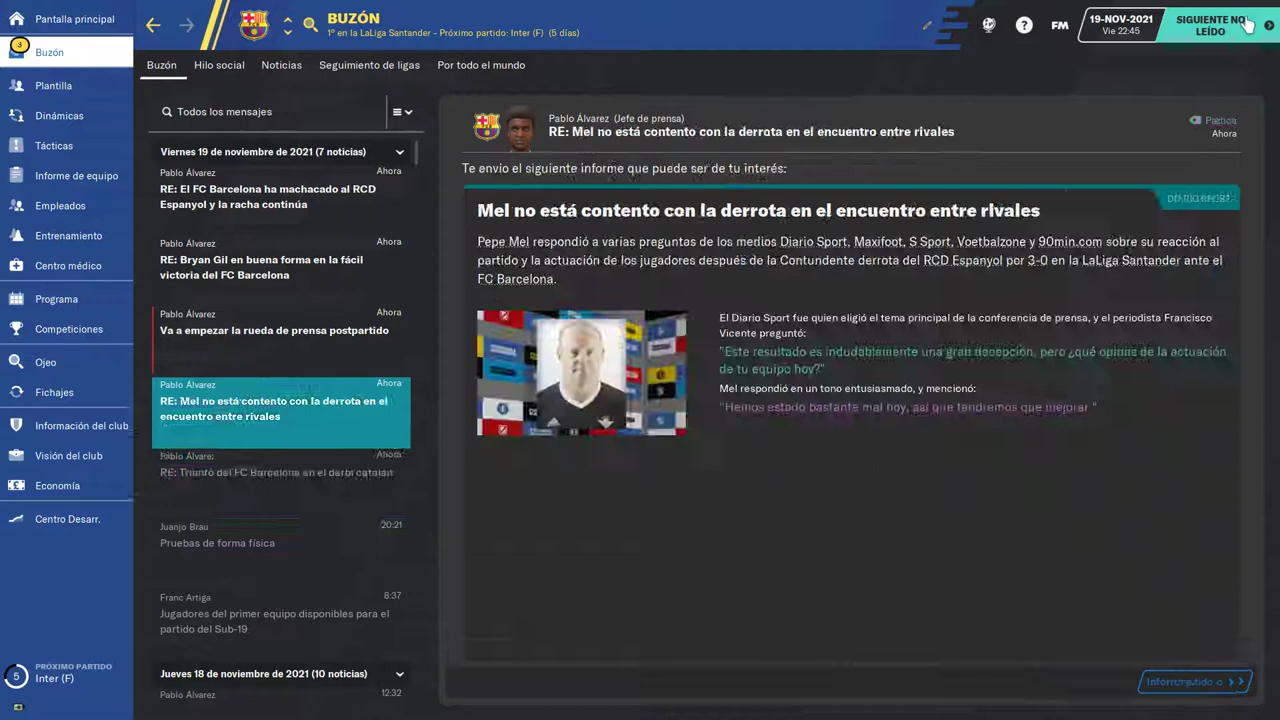 Pantalla principal
3
Buzón
Plantilla
Dinámicas
Tácticas
Informe de equipo
Empleados
Entrenamiento
Centro médico
Programa
Competiciones
Ojeo
Fichajes
Información del club
Visión del club
Economía
Centro Desarr.
5
PRÓXIMO PARTIDO
Inter (F)
BUZÓN
1º en la LaLiga Santander - Próximo partido: Inter (F) (5 días)
?
FM
19-NOV-2021
Vie 22:45
SIGUIENTE NO
LEÍDO
Buzón
Hilo social
Noticias
Seguimiento de ligas
Por todo el mundo
Todos los mensajes
Viernes 19 de noviembre de 2021 (7 noticias)
Pablo Álvarez
Ahora
RE: El FC Barcelona ha machacado al RCD
Espanyol y la racha continúa
Pablo Álvarez
Ahora
RE: Bryan Gil en buena forma en la fácil
victoria del FC Barcelona
Pablo Álvarez
Ahora
Va a empezar la rueda de prensa postpartido
Pablo Álvarez
Ahora
RE: Mel no está contento con la derrota en el
encuentro entre rivales
Pablo Álvarez
Ahora
RE: Triunfo del FC Barcelona en el darbi catalán
Juanjo Brau
20:21
Pruebas de forma física
Franc Artiga
8:37
Jugadores del primer equipo disponibles para el
partido del Sub-19
Jueves 18 de noviembre de 2021 (10 noticias)
Pablo Álvarez
12:32
Pablo Álvarez (Jefe de prensa)
RE: Mel no está contento con la derrota en el encuentro entre rivales
Ahora
Te envio el siguiente informe que puede ser de tu interés:
Mel no está contento con la derrota en el encuentro entre rivales
Pepe Mel respondió a varias preguntas de los medios Diario Sport, Maxifoot, S Sport, Voetbalzone y 90min.com sobre su reacción al
partido y la actuación de los jugadores después de la Contundente derrota del RCD Espanyol por 3-0 en la LaLiga Santander ante el
FC Barcelona.
El Diario Sport fue quien eligió el tema principal de la conferencia de prensa, y el periodista Francisco
Vicente preguntó:
"Este resultado es indudablemente una gran decepción, pero ¿qué opinas de la actuación
de tu equipo hoy?"
Mel respondió en un tono entusiasmado, y mencionó:
"Hemos estado bastante mal hoy, así que tendremos que mejorar "